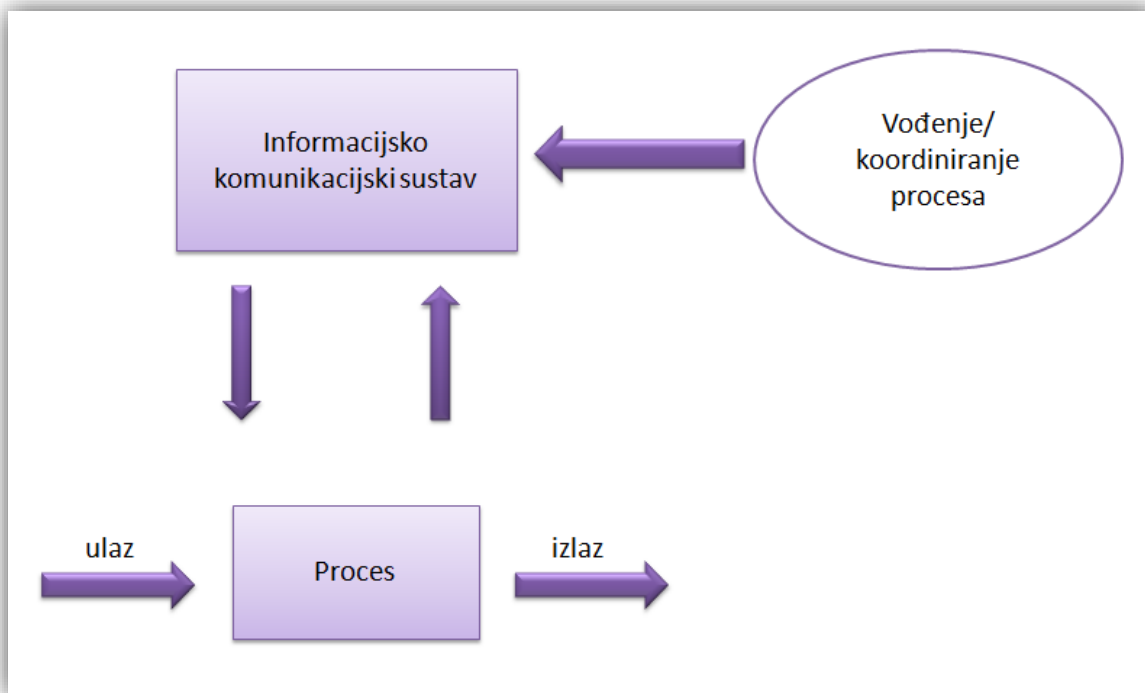 Informacijsko
komunikacijski sustav
Vođenje/
koordiniranje
procesa
ulaz
Proces
izlaz